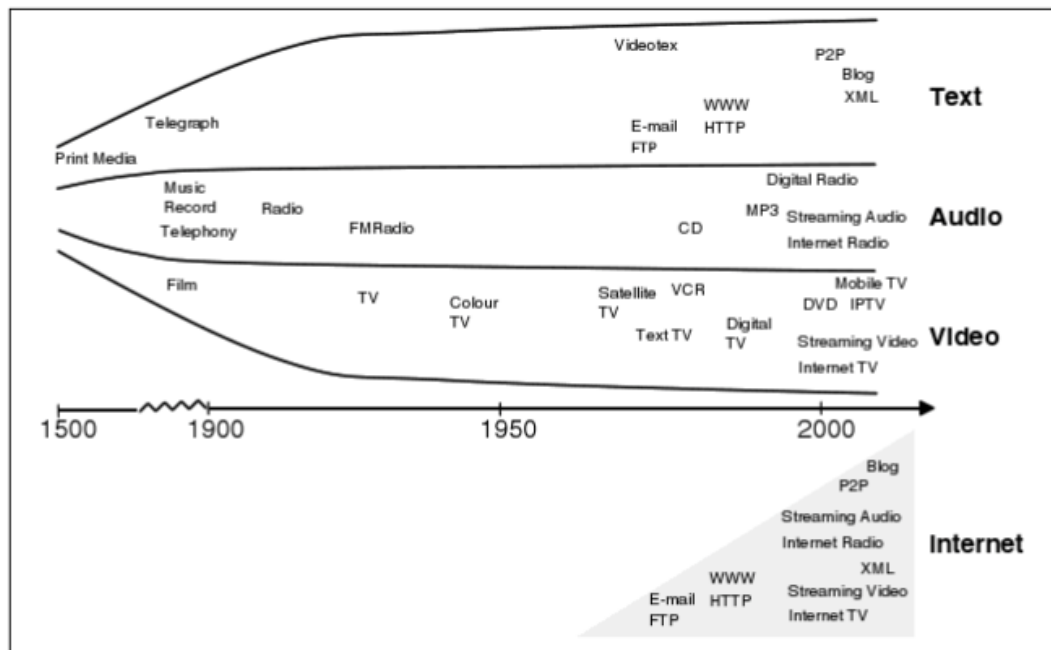 Videotex
P2P
Blog
XML
Text
WWW
HTTP
E-mail
FTP
Telegraph
Print Media
Music
Record
Telephony
Radio
FMRadio
CD
MP3
Digital Radio
Streaming Audio
Internet Radio
Audio
Film
TV
Colour
TV
Satellite
TV
VCR
Text TV
Digital
TV
Mobile TV
DVD IPTV
Streaming Video
Internet TV
VIdeo
1500 1900 1950 2000
Blog
P2P
Streaming Audio
Internet Radio
Internet
XML
WWW
HTTP
E-mail
FTP
Streaming Video
Internet TV